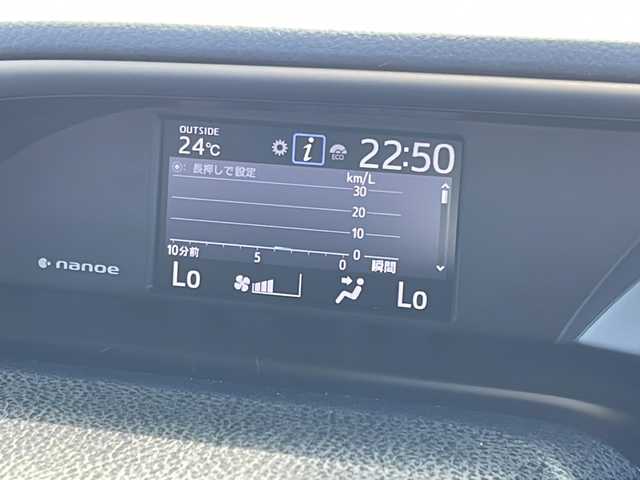 OUTSIDE
24℃ i ECO 22:50
: 長押しで設定 km/L
30
20
10
0
10分前 5 0 瞬間
nanoe
Lo Lo